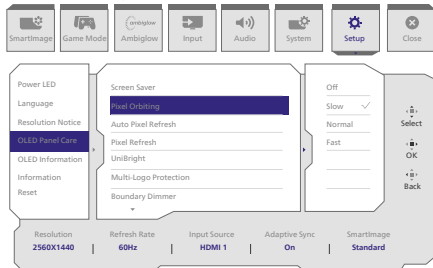 SmartImage
Game Mode
ambiglow
Ambiglow
Input
Audio
System
Setup
Close
Power LED
Language
Resolution Notice
OLED Panel Care
OLED Information
Information
Reset
Screen Saver
Pixel Orbiting
Auto Pixel Refresh
Pixel Refresh
UniBright
Multi-Logo Protection
Boundary Dimmer
Off
Slow
Normal
Fast
Select
OK
Back
Resolution Refresh Rate Input Source Adaptive Sync SmartImage
2560X1440 | 60Hz | HDMI 1 | On | Standard